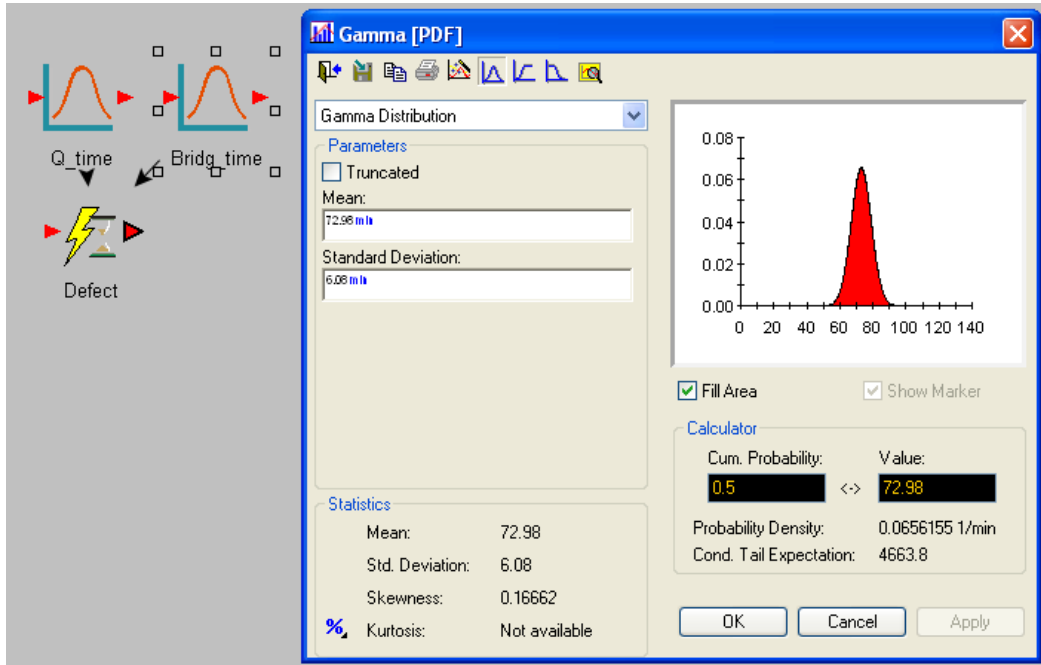 Q_time
Bridg_time
Defect
Gamma [PDF]
Gamma Distribution
Parameters
Truncated
Mean:
72.98 min
Standard Deviation:
6.08 min
Statistics
Mean: 72.98
Std. Deviation: 6.08
Skewness: 0.16662
%
Kurtosis: Not available
0.08
0.06
0.04
0.02
0.00
0 20 40 60 80 100 120 140
Fill Area
Show Marker
Calculator
Cum. Probability: Value:
0.5 <-> 72.98
Probability Density: 0.0656155 1/min
Cond. Tail Expectation: 4663.8
OK Cancel Apply